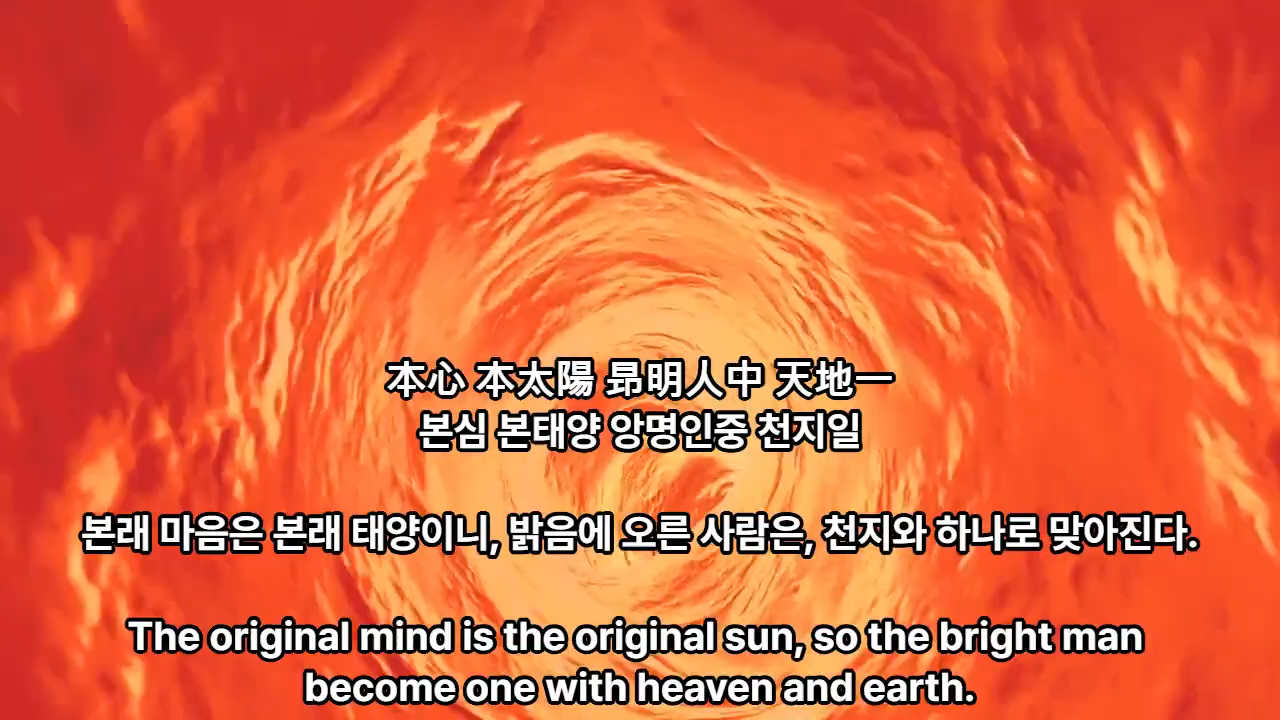 本心 本太陽 昻明人中 天地一
본심 본태양 앙명인중 천지일
본래 마음은 본래 태양이니, 밝음에 오른 사람은, 천지와 하나로 맞아진다.
The original mind is the original sun, so the bright man
become one with heaven and earth.